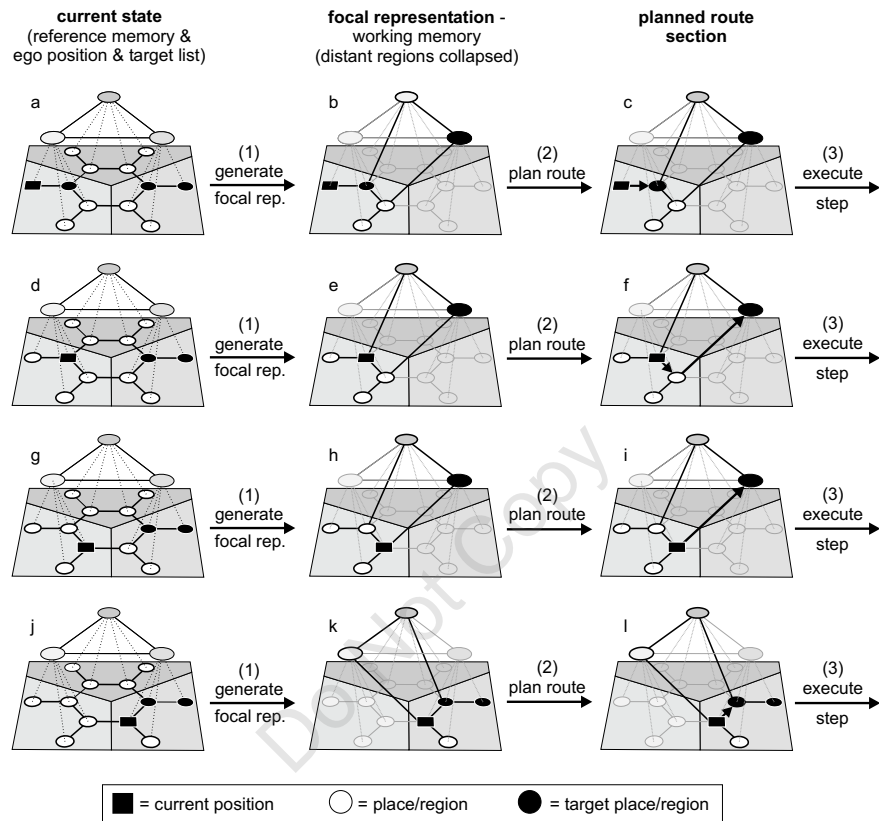 current state
(reference memory &
ego position & target list)
focal representation -
working memory
(distant regions collapsed)
planned route
section
a
(1)
generate
focal rep.
b
(2)
plan route
c
(3)
execute
step
d
(1)
generate
focal rep.
e
(2)
plan route
f
(3)
execute
step
g
(1)
generate
focal rep.
h
(2)
plan route
i
(3)
execute
step
j
(1)
generate
focal rep.
k
(2)
plan route
l
(3)
execute
step
Do Not Copy
= current position
= place/region
= target place/region